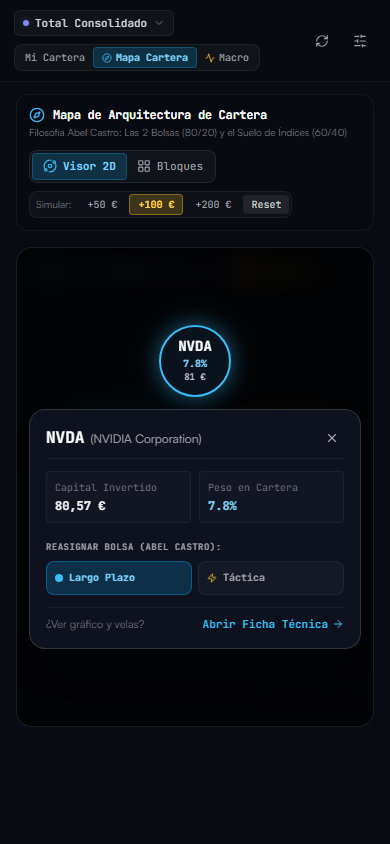 Total Consolidado
Mi Cartera
Mapa Cartera
Macro
Mapa de Arquitectura de Cartera
Filosofía Abel Castro: Las 2 Bolsas (80/20) y el Suelo de Índices (60/40)
Visor 2D
Bloques
Simular:
+50 €
+100 €
+200 €
Reset
NVDA
7.8%
81 €
NVDA (NVIDIA Corporation)
Capital Invertido
80,57 €
Peso en Cartera
7.8%
REASIGNAR BOLSA (ABEL CASTRO):
Largo Plazo
Táctica
¿Ver gráfico y velas?
Abrir Ficha Técnica →